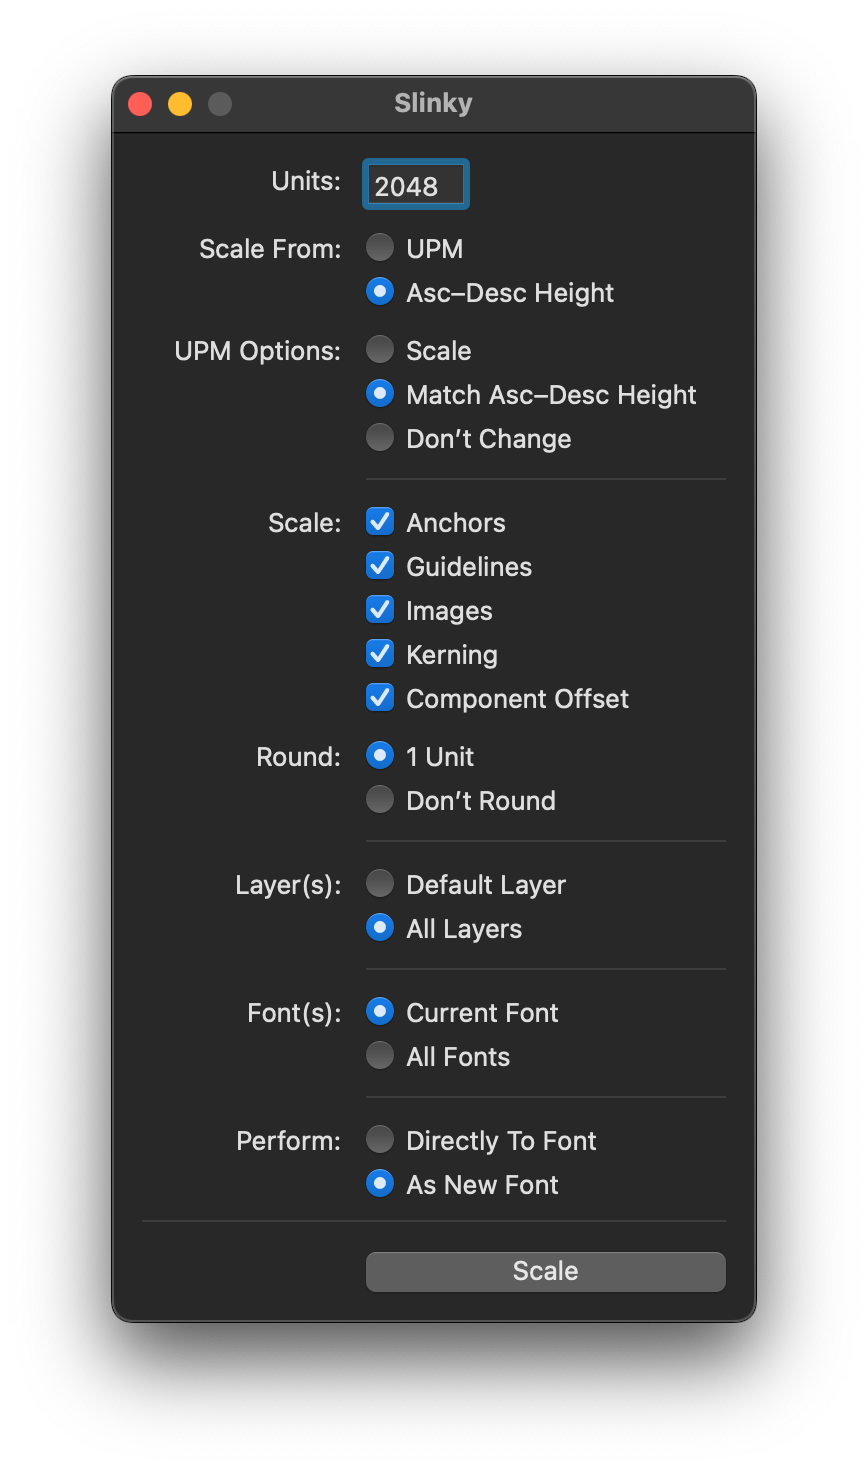 Slinky
Units: 2048
Scale From: UPM
Asc–Desc Height
UPM Options: Scale
Match Asc–Desc Height
Don’t Change
Scale: Anchors
Guidelines
Images
Kerning
Component Offset
Round: 1 Unit
Don’t Round
Layer(s): Default Layer
All Layers
Font(s): Current Font
All Fonts
Perform: Directly To Font
As New Font
Scale